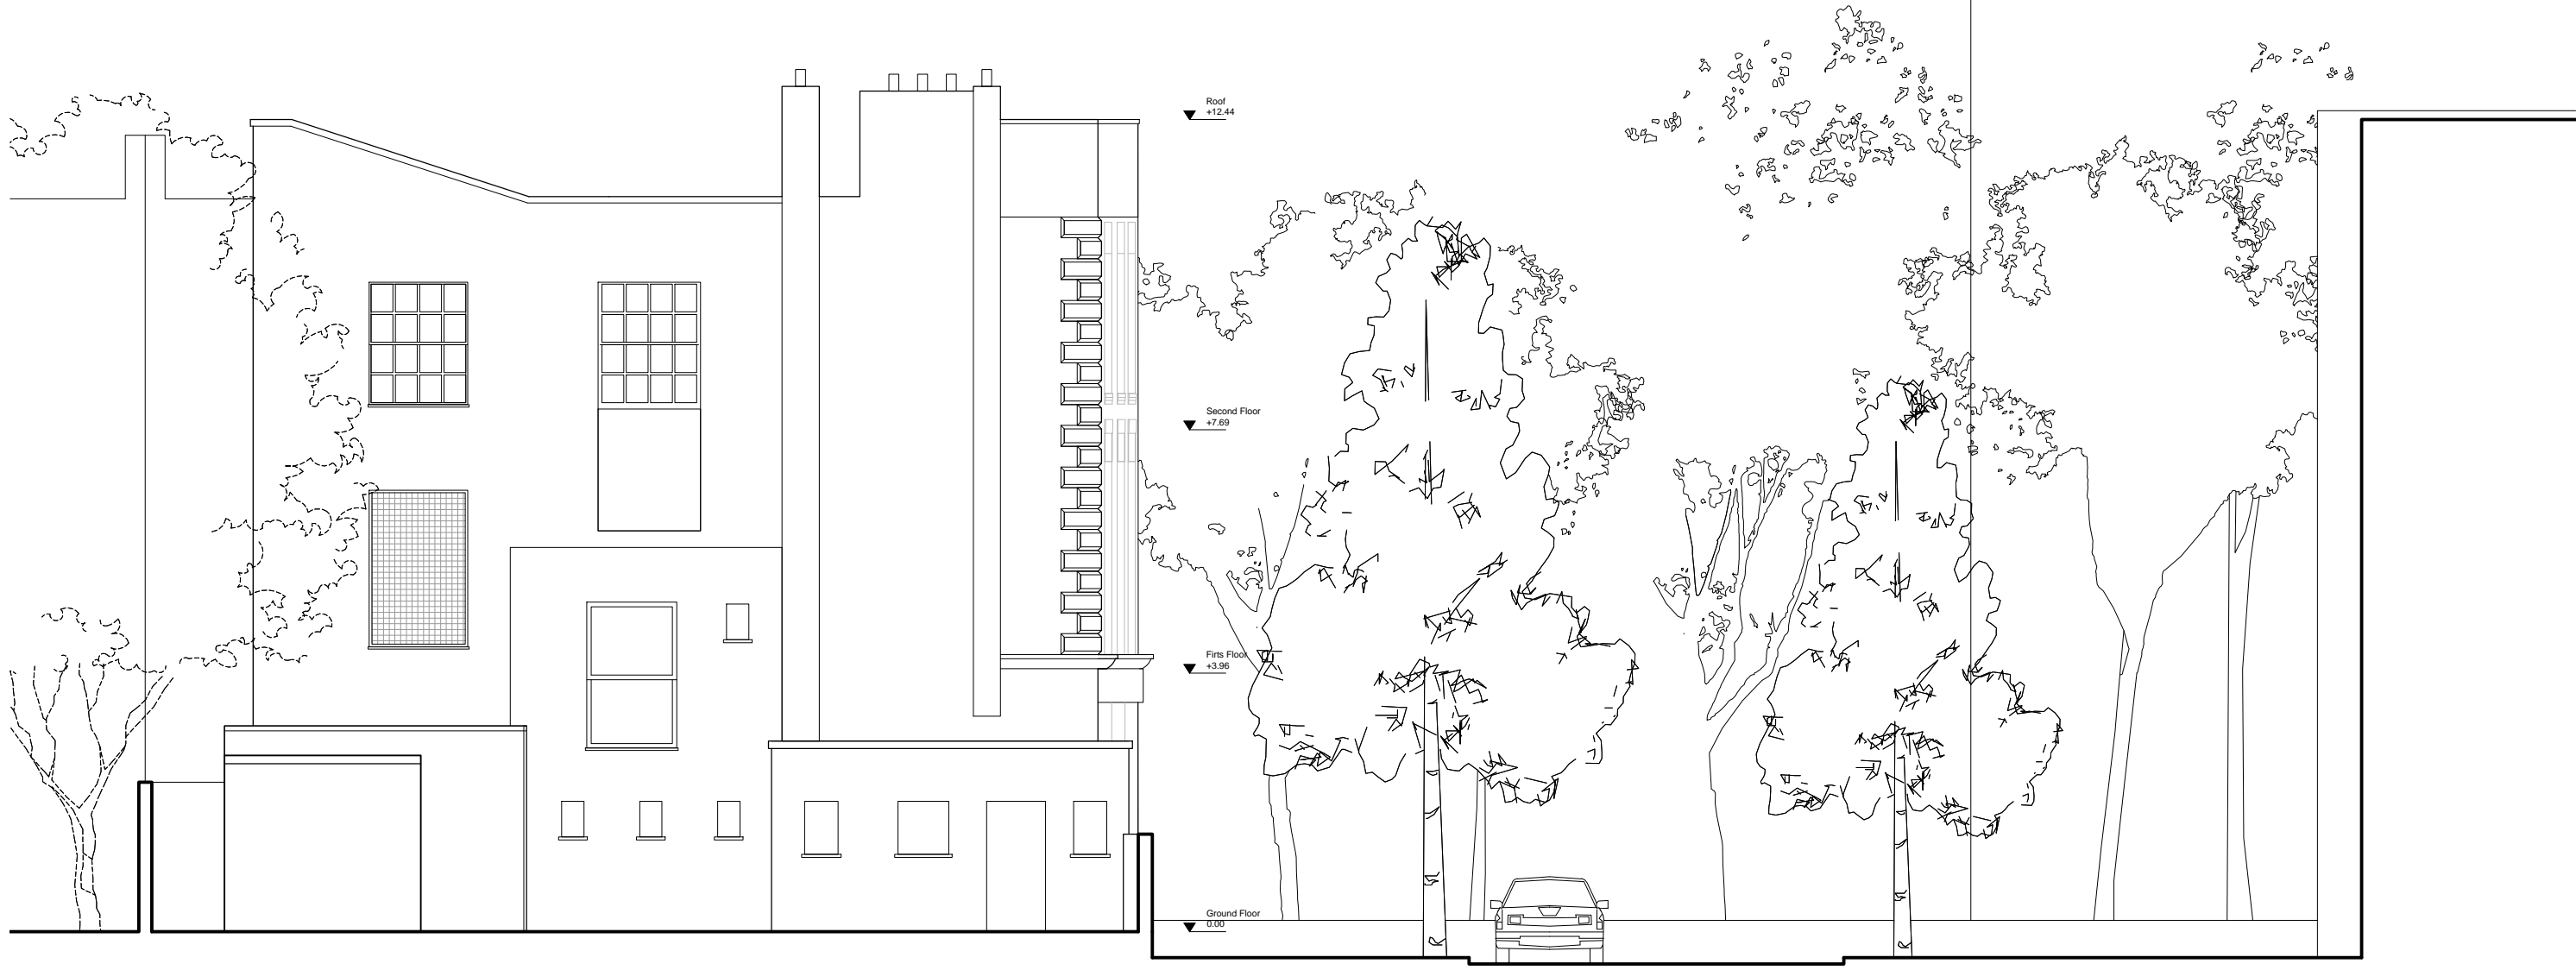 Roof
+12.44
Second Floor
+7.69
Firts Floor
+3.96
Ground Floor
0.00